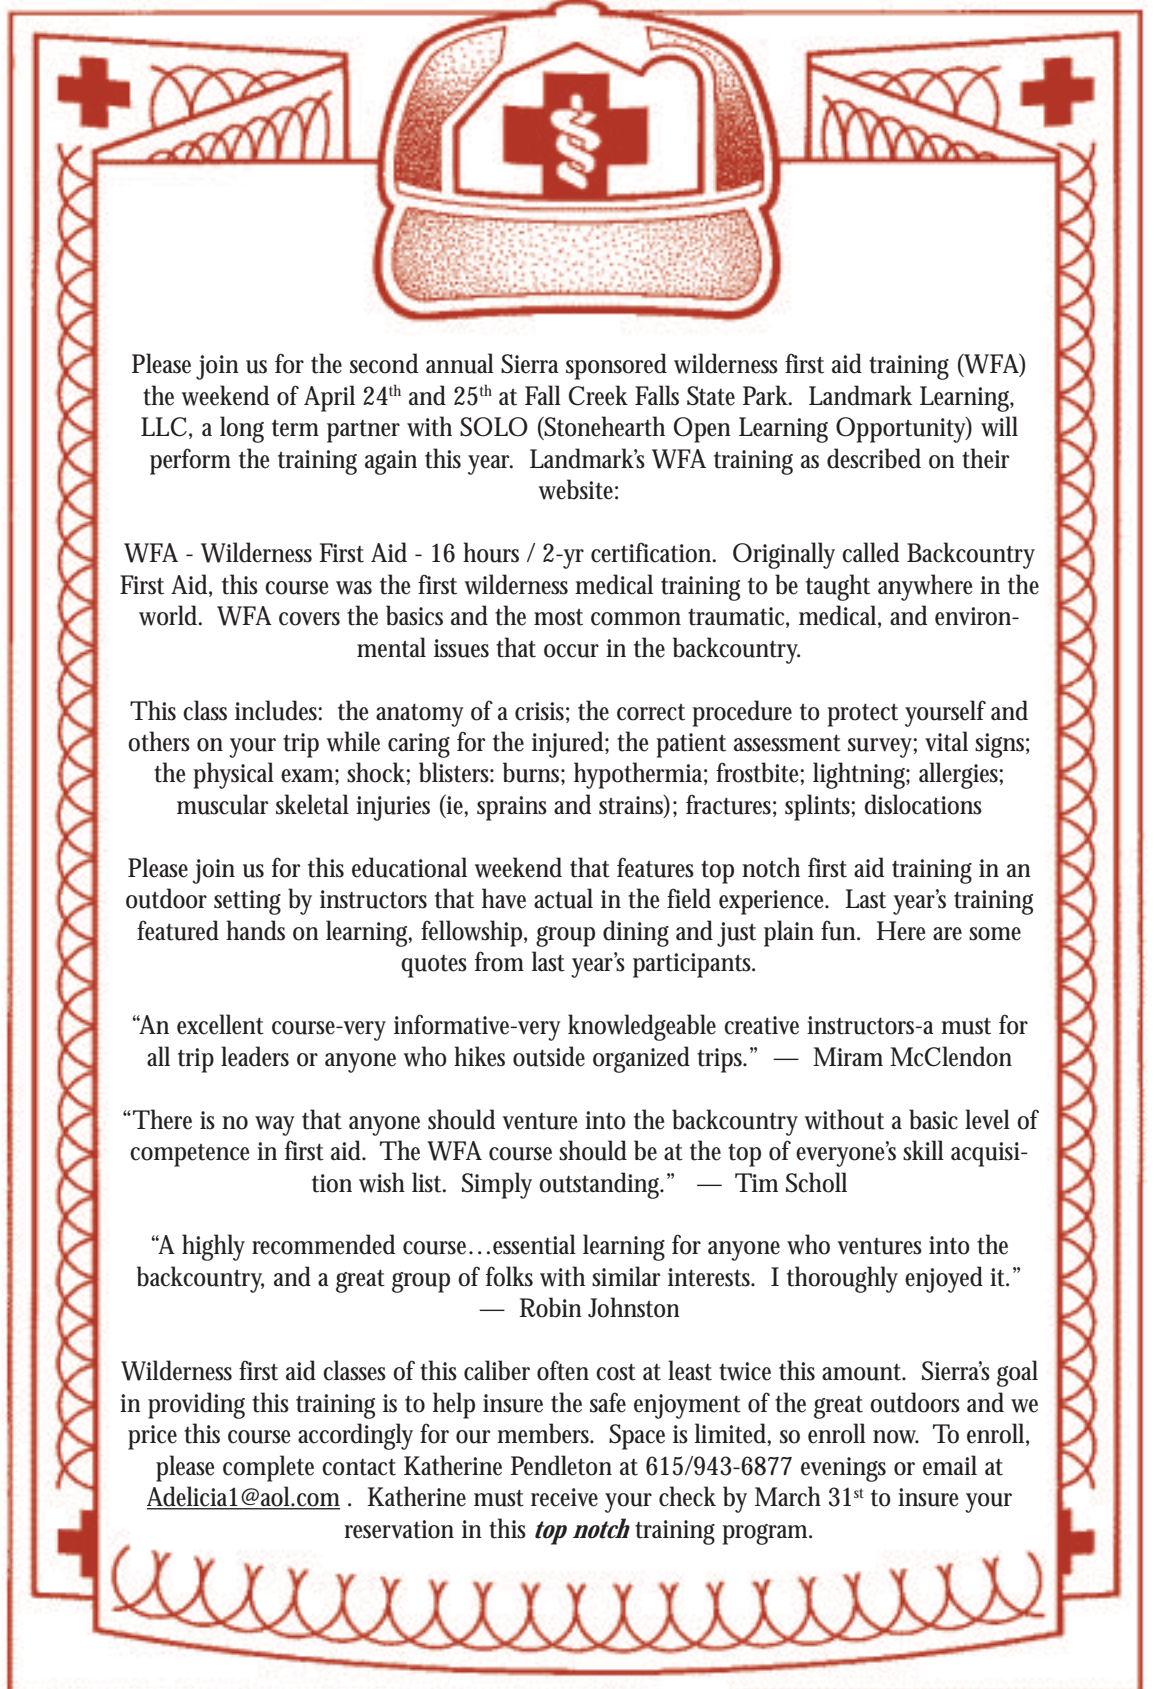 Please join us for the second annual Sierra sponsored wilderness first aid training (WFA)
the weekend of April 24th and 25th at Fall Creek Falls State Park.  Landmark Learning,
LLC, a long term partner with SOLO (Stonehearth Open Learning Opportunity) will
perform the training again this year.  Landmark’s WFA training as described on their
website:
WFA - Wilderness First Aid - 16 hours / 2-yr certification.  Originally called Backcountry
First Aid, this course was the first wilderness medical training to be taught anywhere in the
world.  WFA covers the basics and the most common traumatic, medical, and environ-
mental issues that occur in the backcountry.
This class includes:  the anatomy of a crisis; the correct procedure to protect yourself and
others on your trip while caring for the injured; the patient assessment survey; vital signs;
the physical exam; shock; blisters: burns; hypothermia; frostbite; lightning; allergies;
muscular skeletal injuries (ie, sprains and strains); fractures; splints; dislocations
Please join us for this educational weekend that features top notch first aid training in an
outdoor setting by instructors that have actual in the field experience.  Last year’s training
featured hands on learning, fellowship, group dining and just plain fun.  Here are some
quotes from last year’s participants.
“An excellent course-very informative-very knowledgeable creative instructors-a must for
all trip leaders or anyone who hikes outside organized trips.”  —  Miram McClendon
“There is no way that anyone should venture into the backcountry without a basic level of
competence in first aid.  The WFA course should be at the top of everyone’s skill acquisi-
tion wish list.  Simply outstanding.”  —  Tim Scholl
“A highly recommended course…essential learning for anyone who ventures into the
backcountry, and a great group of folks with similar interests.  I thoroughly enjoyed it.”
—  Robin Johnston
Wilderness first aid classes of this caliber often cost at least twice this amount.  Sierra’s goal
in providing this training is to help insure the safe enjoyment of the great outdoors and we
price this course accordingly for our members.  Space is limited, so enroll now.  To enroll,
please complete contact Katherine Pendleton at 615/943-6877 evenings or email at
Adelicia1@aol.com .  Katherine must receive your check by March 31st to insure your
reservation in this top notch training program.